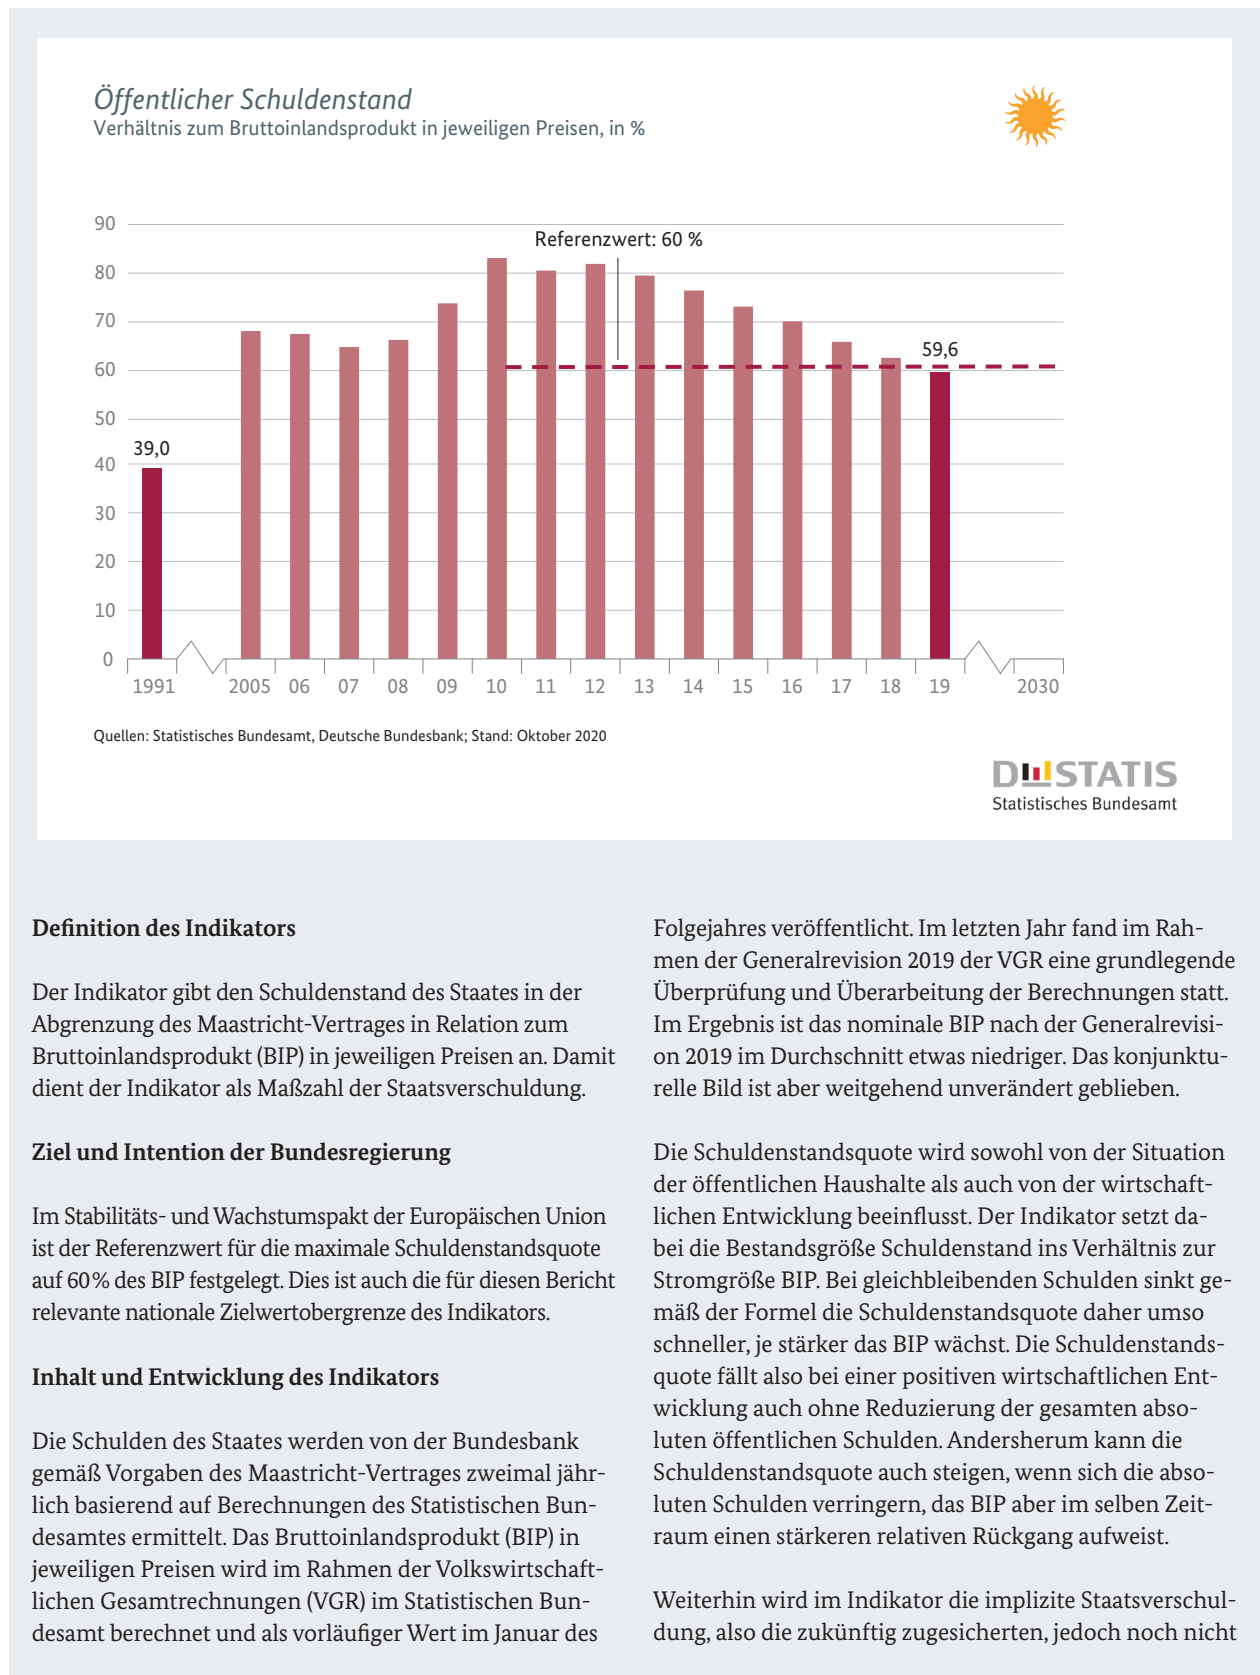 Öffentlicher Schuldenstand
Verhältnis zum Bruttoinlandsprodukt in jeweiligen Preisen, in %
90
Referenzwert: 60 %
80
70
59,6
60
50
39,0
40
30
20
10
0
1991 2005 06 07 08 09 10 11 12 13 14 15 16 17 18 19 2030
Quellen: Statistisches Bundesamt, Deutsche Bundesbank; Stand: Oktober 2020
DESTATIS
Statistisches Bundesamt
Definition des Indikators
Der Indikator gibt den Schuldenstand des Staates in der
Abgrenzung des Maastricht-Vertrages in Relation zum
Bruttoinlandsprodukt (BIP) in jeweiligen Preisen an. Damit
dient der Indikator als Maßzahl der Staatsverschuldung.
Ziel und Intention der Bundesregierung
Im Stabilitäts- und Wachstumspakt der Europäischen Union
ist der Referenzwert für die maximale Schuldenstandsquote
auf 60 % des BIP festgelegt. Dies ist auch die für diesen Bericht
relevante nationale Zielwertobergrenze des Indikators.
Inhalt und Entwicklung des Indikators
Die Schulden des Staates werden von der Bundesbank
gemäß Vorgaben des Maastricht-Vertrages zweimal jähr-
lich basierend auf Berechnungen des Statistischen Bun-
desamtes ermittelt. Das Bruttoinlandsprodukt (BIP) in
jeweiligen Preisen wird im Rahmen der Volkswirtschaft-
lichen Gesamtrechnungen (VGR) im Statistischen Bun-
desamt berechnet und als vorläufiger Wert im Januar des
Folgejahres veröffentlicht. Im letzten Jahr fand im Rah-
men der Generalrevision 2019 der VGR eine grundlegende
Überprüfung und Überarbeitung der Berechnungen statt.
Im Ergebnis ist das nominale BIP nach der Generalrevisi-
on 2019 im Durchschnitt etwas niedriger. Das konjunktu-
relle Bild ist aber weitgehend unverändert geblieben.
Die Schuldenstandsquote wird sowohl von der Situation
der öffentlichen Haushalte als auch von der wirtschaft-
lichen Entwicklung beeinflusst. Der Indikator setzt da-
bei die Bestandsgröße Schuldenstand ins Verhältnis zur
Stromgröße BIP. Bei gleichbleibenden Schulden sinkt ge-
mäß der Formel die Schuldenstandsquote daher umso
schneller, je stärker das BIP wächst. Die Schuldenstands-
quote fällt also bei einer positiven wirtschaftlichen Ent-
wicklung auch ohne Reduzierung der gesamten abso-
luten öffentlichen Schulden. Andersherum kann die
Schuldenstandsquote auch steigen, wenn sich die abso-
luten Schulden verringern, das BIP aber im selben Zeit-
raum einen stärkeren relativen Rückgang aufweist.
Weiterhin wird im Indikator die implizite Staatsverschul-
dung, also die zukünftig zugesicherten, jedoch noch nicht